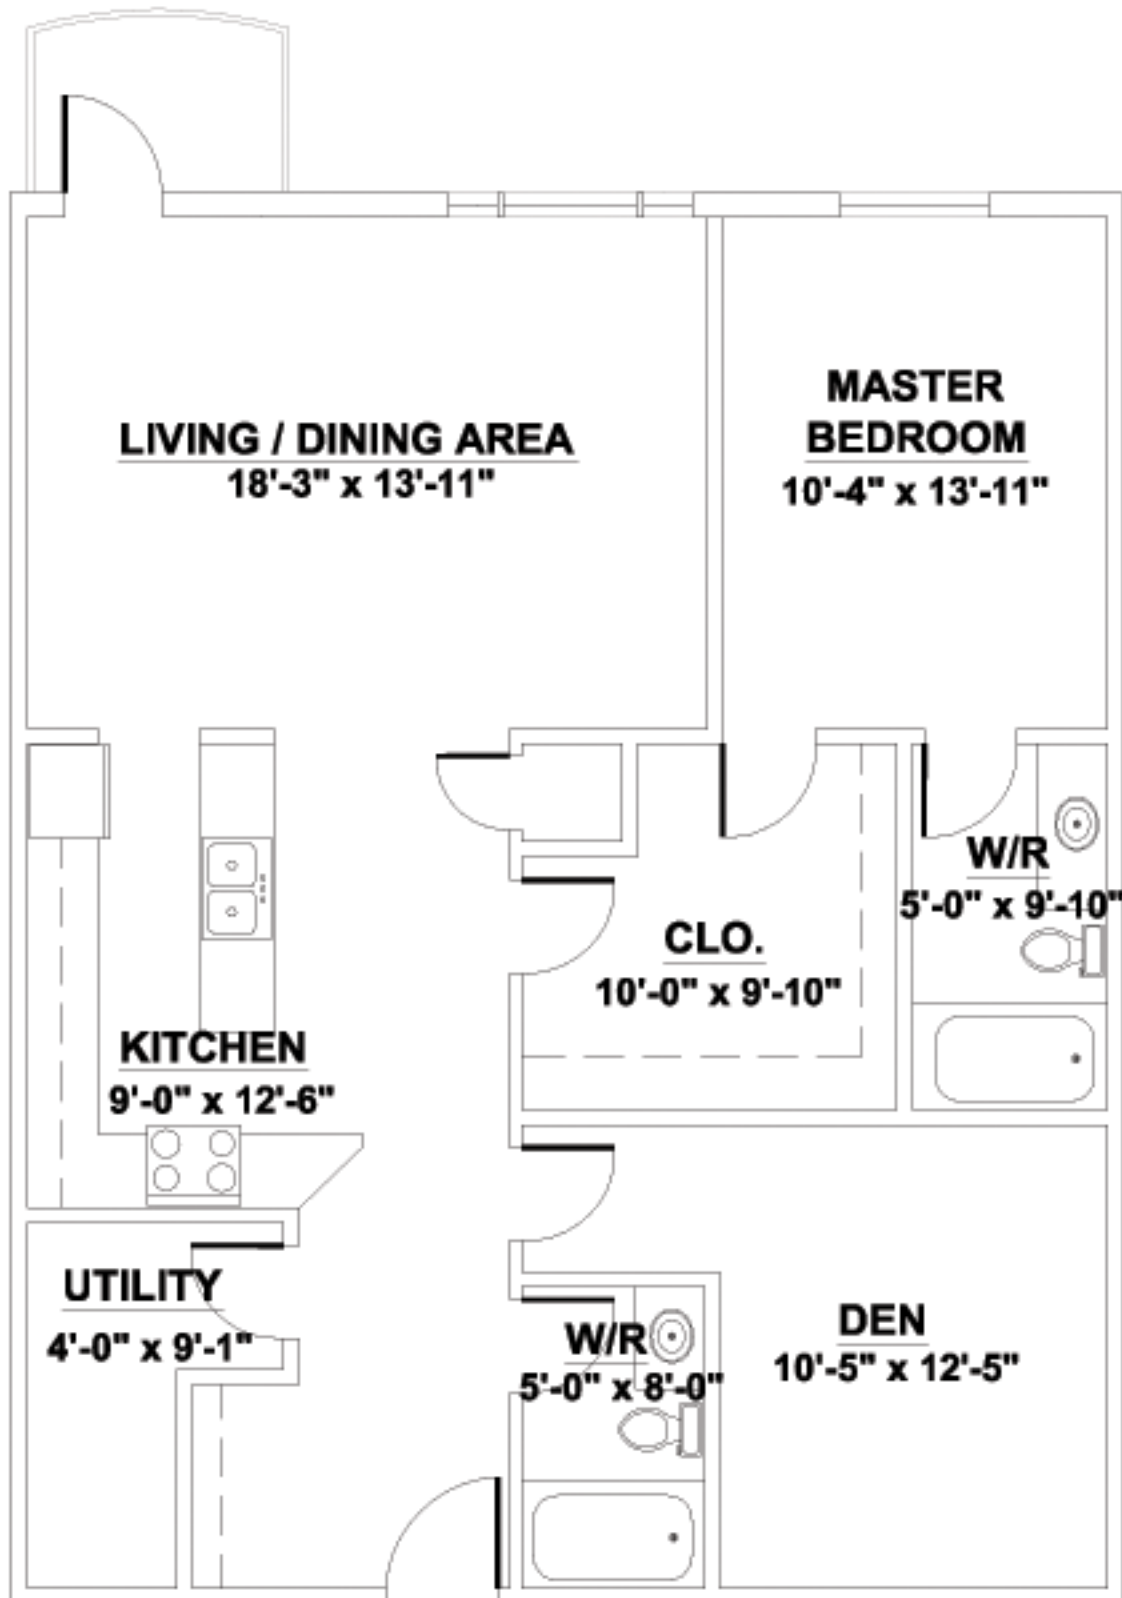 LIVING / DINING AREA
18'-3" x 13'-11"
MASTER
BEDROOM
10'-4" x 13'-11"
W/R
5'-0" x 9'-10"
CLO.
10'-0" x 9'-10"
KITCHEN
9'-0" x 12'-6"
UTILITY
4'-0" x 9'-1"
W/R
5'-0" x 8'-0"
DEN
10'-5" x 12'-5"